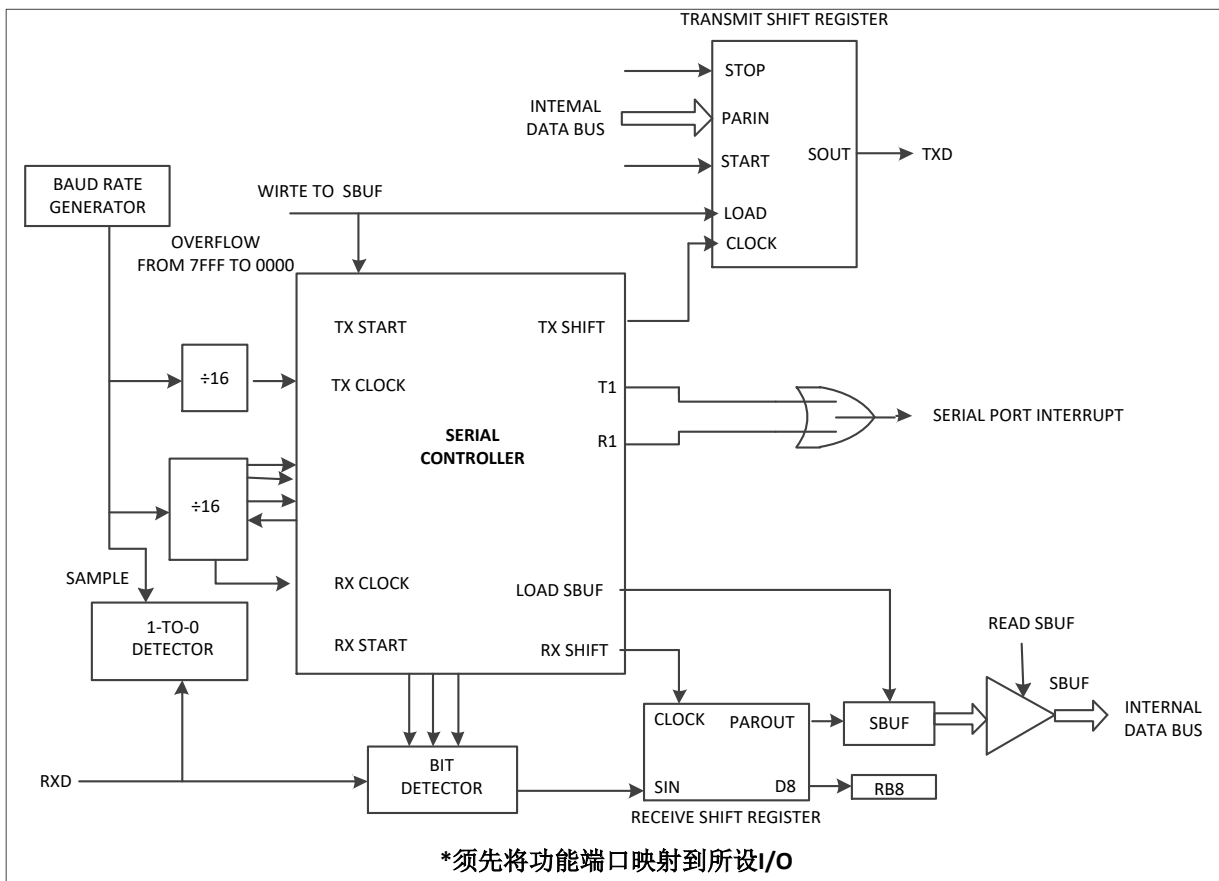 TRANSMIT SHIFT REGISTER
STOP
INTEMAL
DATA BUS
PARIN
START
SOUT
TXD
BAUD RATE
GENERATOR
WIRTE TO SBUF
LOAD
CLOCK
OVERFLOW
FROM 7FFF TO 0000
TX START
TX SHIFT
÷16
TX CLOCK
T1
SERIAL PORT INTERRUPT
SERIAL
CONTROLLER
R1
÷16
SAMPLE
RX CLOCK
LOAD SBUF
1-TO-0
DETECTOR
RX START
RX SHIFT
READ SBUF
SBUF
CLOCK
PAROUT
SBUF
INTERNAL
DATA BUS
RXD
BIT
DETECTOR
SIN
D8
RB8
RECEIVE SHIFT REGISTER
*须先将功能端口映射到所设I/O